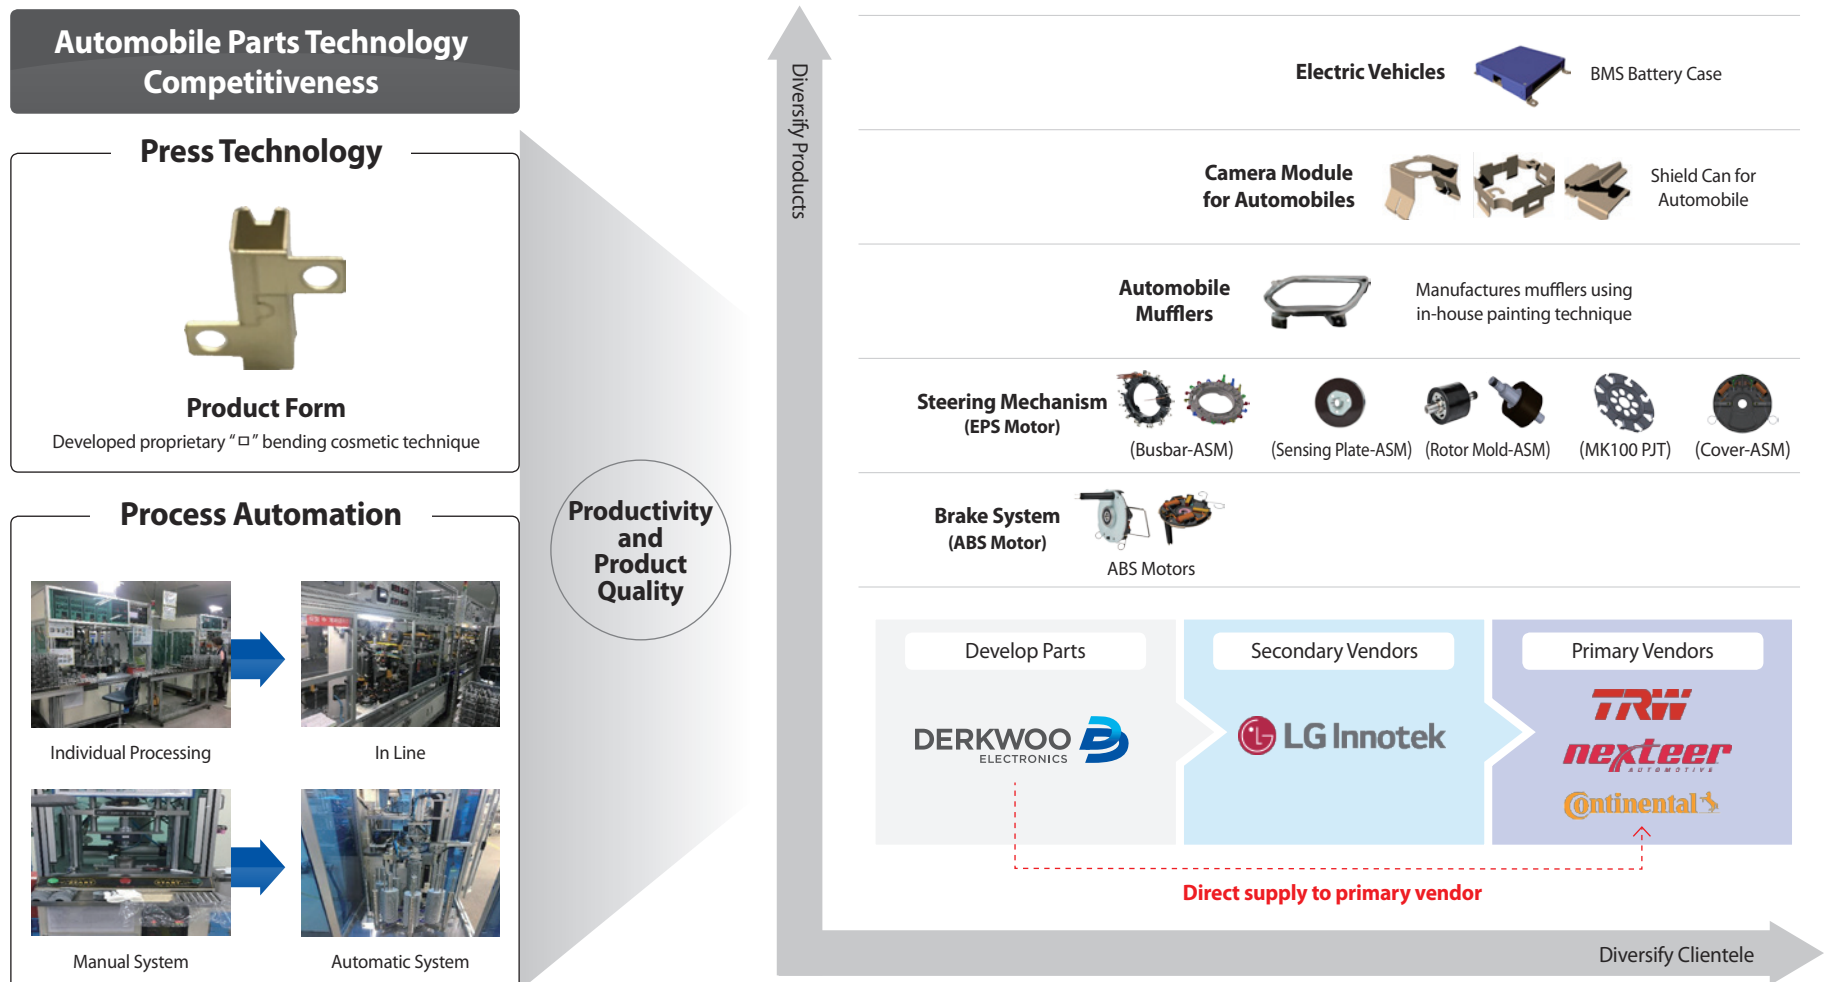 Automobile Parts Technology
Competitiveness
Press Technology
Product Form
Developed proprietary “ㅁ” bending cosmetic technique
Process Automation
Individual Processing
In Line
Manual System
Automatic System
Productivity
and
Product
Quality
Diversify Products
Electric Vehicles
BMS Battery Case
Camera Module
for Automobiles
Shield Can for
Automobile
Automobile
Mufflers
Manufactures mufflers using
in-house painting technique
Steering Mechanism
(EPS Motor)
(Busbar-ASM)
(Sensing Plate-ASM)
(Rotor Mold-ASM)
(MK100 PJT)
(Cover-ASM)
Brake System
(ABS Motor)
ABS Motors
Develop Parts
DERKWOO
ELECTRONICS
Secondary Vendors
LG Innotek
Primary Vendors
TRW
nexteer
AUTOMOTIVE
Continental
Direct supply to primary vendor
Diversify Clientele